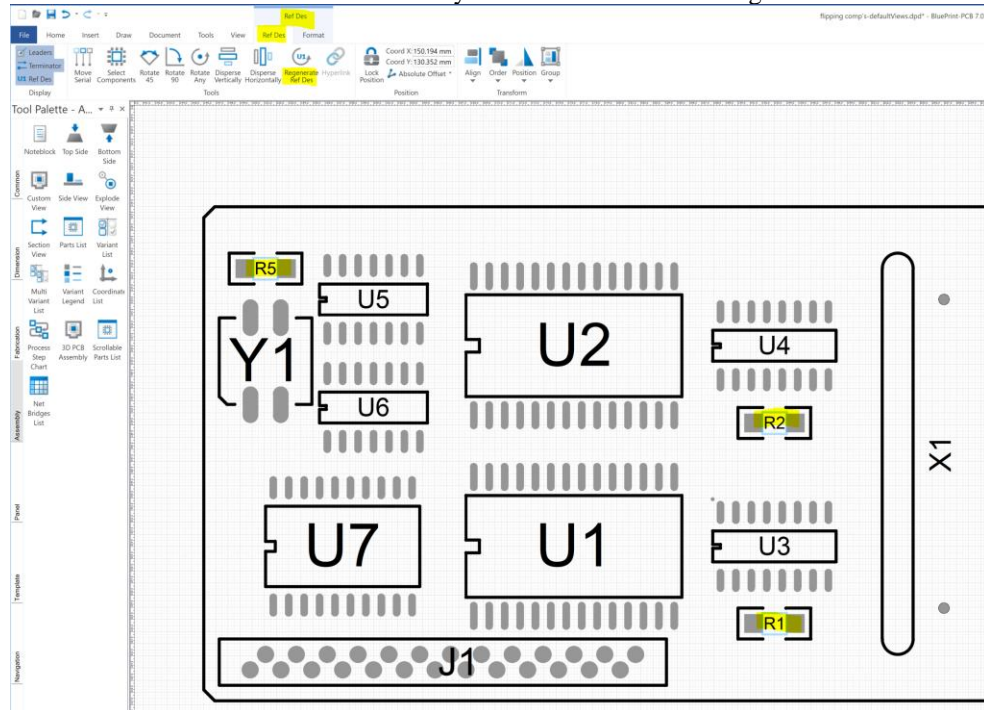 Ref Des
flipping comp's-defaultViews.dpd* - BluePrint-PCB 7.0
File Home Insert Draw Document Tools View Ref Des Format
Leaders
Terminator
U1 Ref Des
Display
Move Serial
Select Components
Rotate 45
Rotate 90
Rotate Any
Disperse Vertically
Disperse Horizontally
Regenerate Ref Des
Hyperlink
Tools
Lock Position
Coord X:150.194 mm
Coord Y:130.352 mm
Absolute Offset
Position
Align Order Position Group
Transform
Tool Palette - A...
Noteblock Top Side Bottom Side
Custom View Side View Explode View
Section View Parts List Variant List
Multi Variant List Variant Legend Coordinate List
Process Step Chart 3D PCB Assembly Scrollable Parts List
Net Bridges List
Common
Dimension
Fabrication
Assembly
Panel
Template
Navigation
R5
U5
U2
U4
Y1
U6
R2
X1
U7
U1
U3
R1
J1